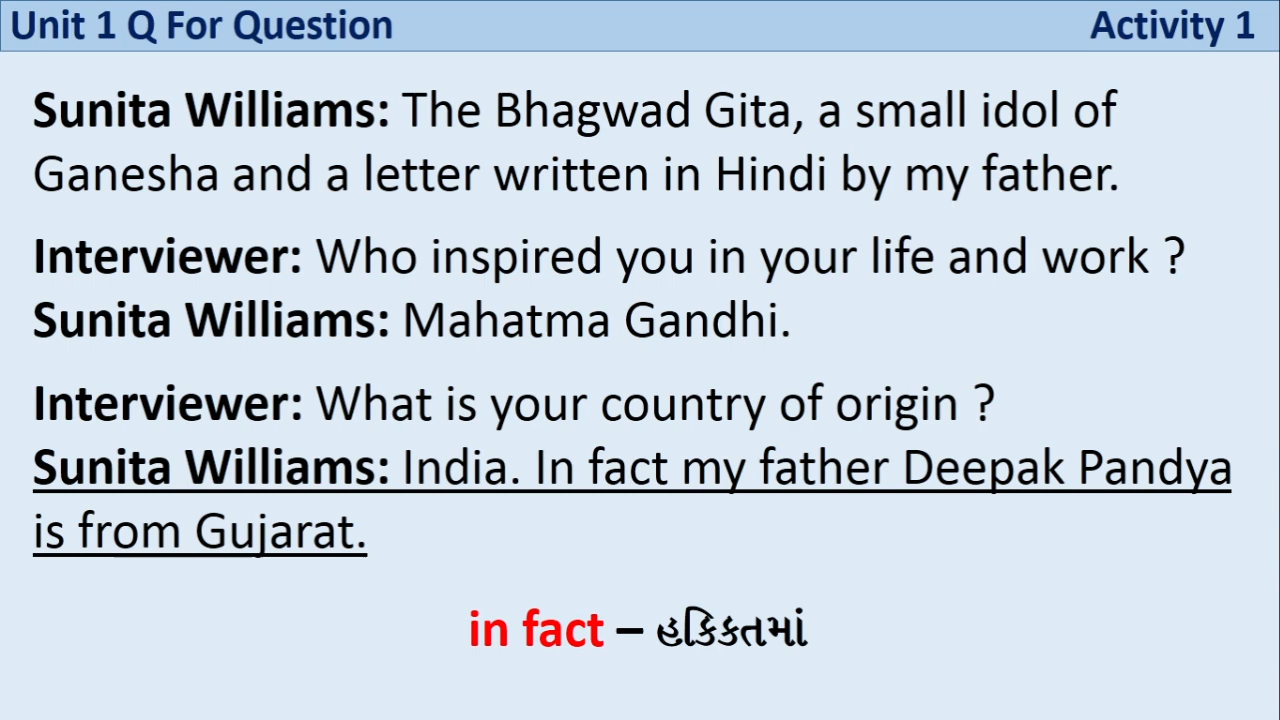 Unit 1 Q For Question Activity 1
Sunita Williams: The Bhagwad Gita, a small idol of
Ganesha and a letter written in Hindi by my father.
Interviewer: Who inspired you in your life and work ?
Sunita Williams: Mahatma Gandhi.
Interviewer: What is your country of origin ?
Sunita Williams: India. In fact my father Deepak Pandya
is from Gujarat.
in fact – હકિકતમાં